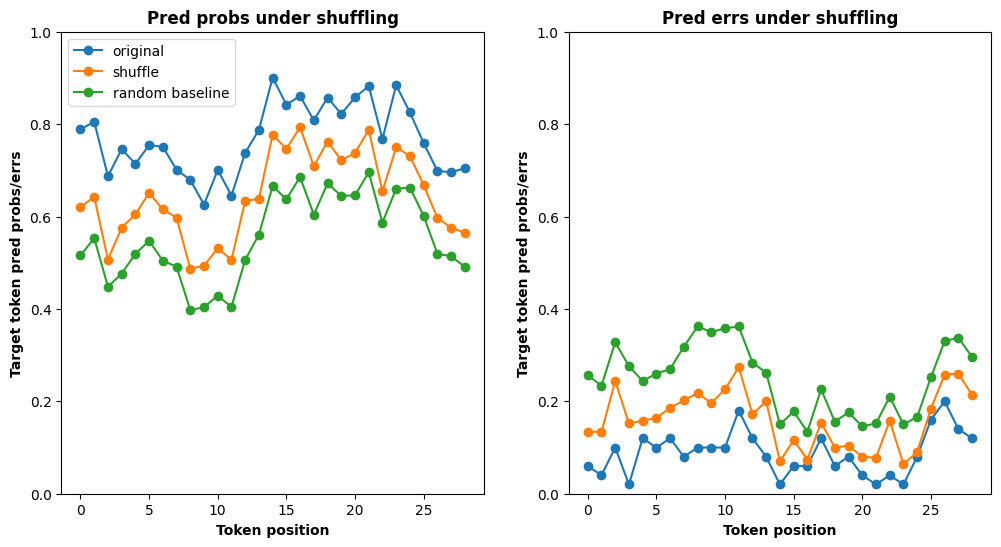 Pred probs under shuffling
Target token pred probs/errs
1.0
0.8
0.6
0.4
0.2
0.0
original
shuffle
random baseline
0 5 10 15 20 25
Token position
Pred errs under shuffling
Target token pred probs/errs
1.0
0.8
0.6
0.4
0.2
0.0
0 5 10 15 20 25
Token position